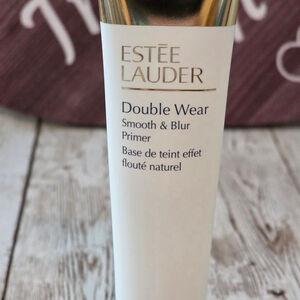 ESTĒE
LAUDER
Double Wear
Smooth & Blur
Primer
Base de teint effet
flouté naturel